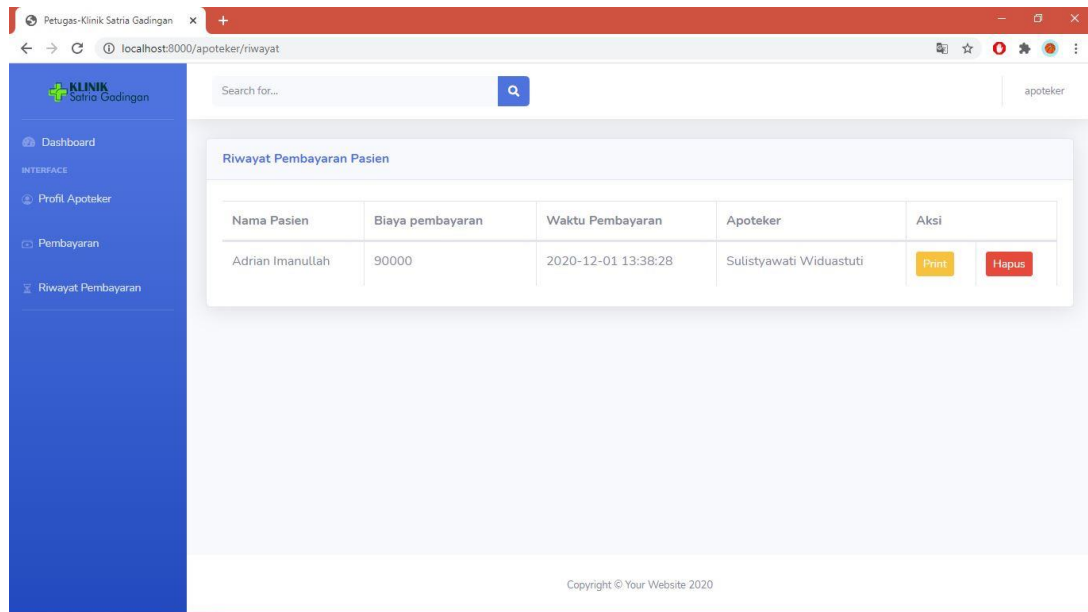 Petugas-Klinik Satria Gadingan
localhost:8000/apoteker/riwayat
KLINIK
Satria Gadingan
Search for...
apoteker
Dashboard
INTERFACE
Profil Apoteker
Pembayaran
Riwayat Pembayaran
Riwayat Pembayaran Pasien
Nama Pasien Biaya pembayaran Waktu Pembayaran Apoteker Aksi
Adrian Imanullah 90000 2020-12-01 13:38:28 Sulistyawati Widuastuti Print Hapus
Copyright © Your Website 2020